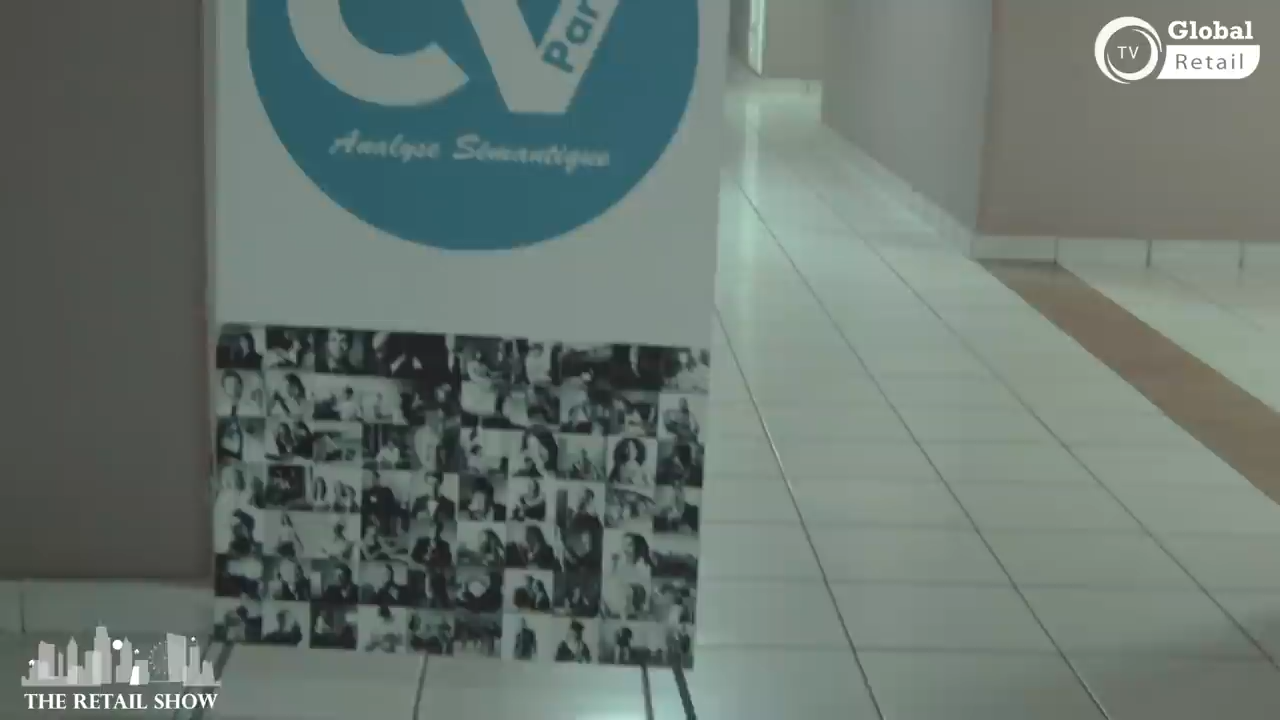 CV
Par
Analyse Sémantique
Global
TV
Retail
THE RETAIL SHOW